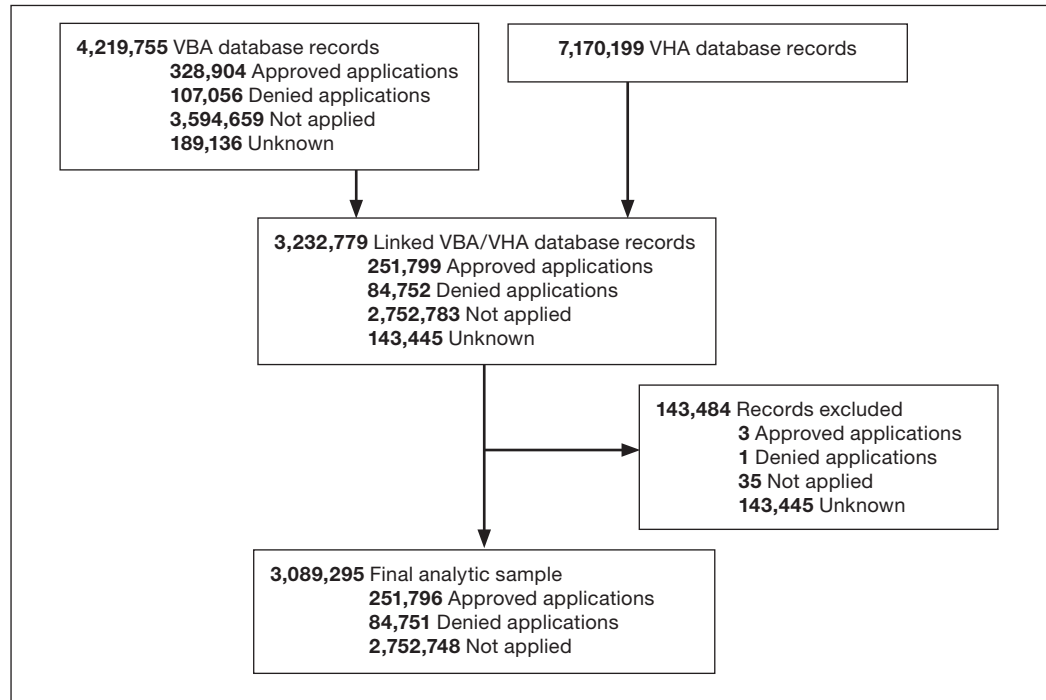 4,219,755 VBA database records
328,904 Approved applications
107,056 Denied applications
3,594,659 Not applied
189,136 Unknown
7,170,199 VHA database records
3,232,779 Linked VBA/VHA database records
251,799 Approved applications
84,752 Denied applications
2,752,783 Not applied
143,445 Unknown
143,484 Records excluded
3 Approved applications
1 Denied applications
35 Not applied
143,445 Unknown
3,089,295 Final analytic sample
251,796 Approved applications
84,751 Denied applications
2,752,748 Not applied